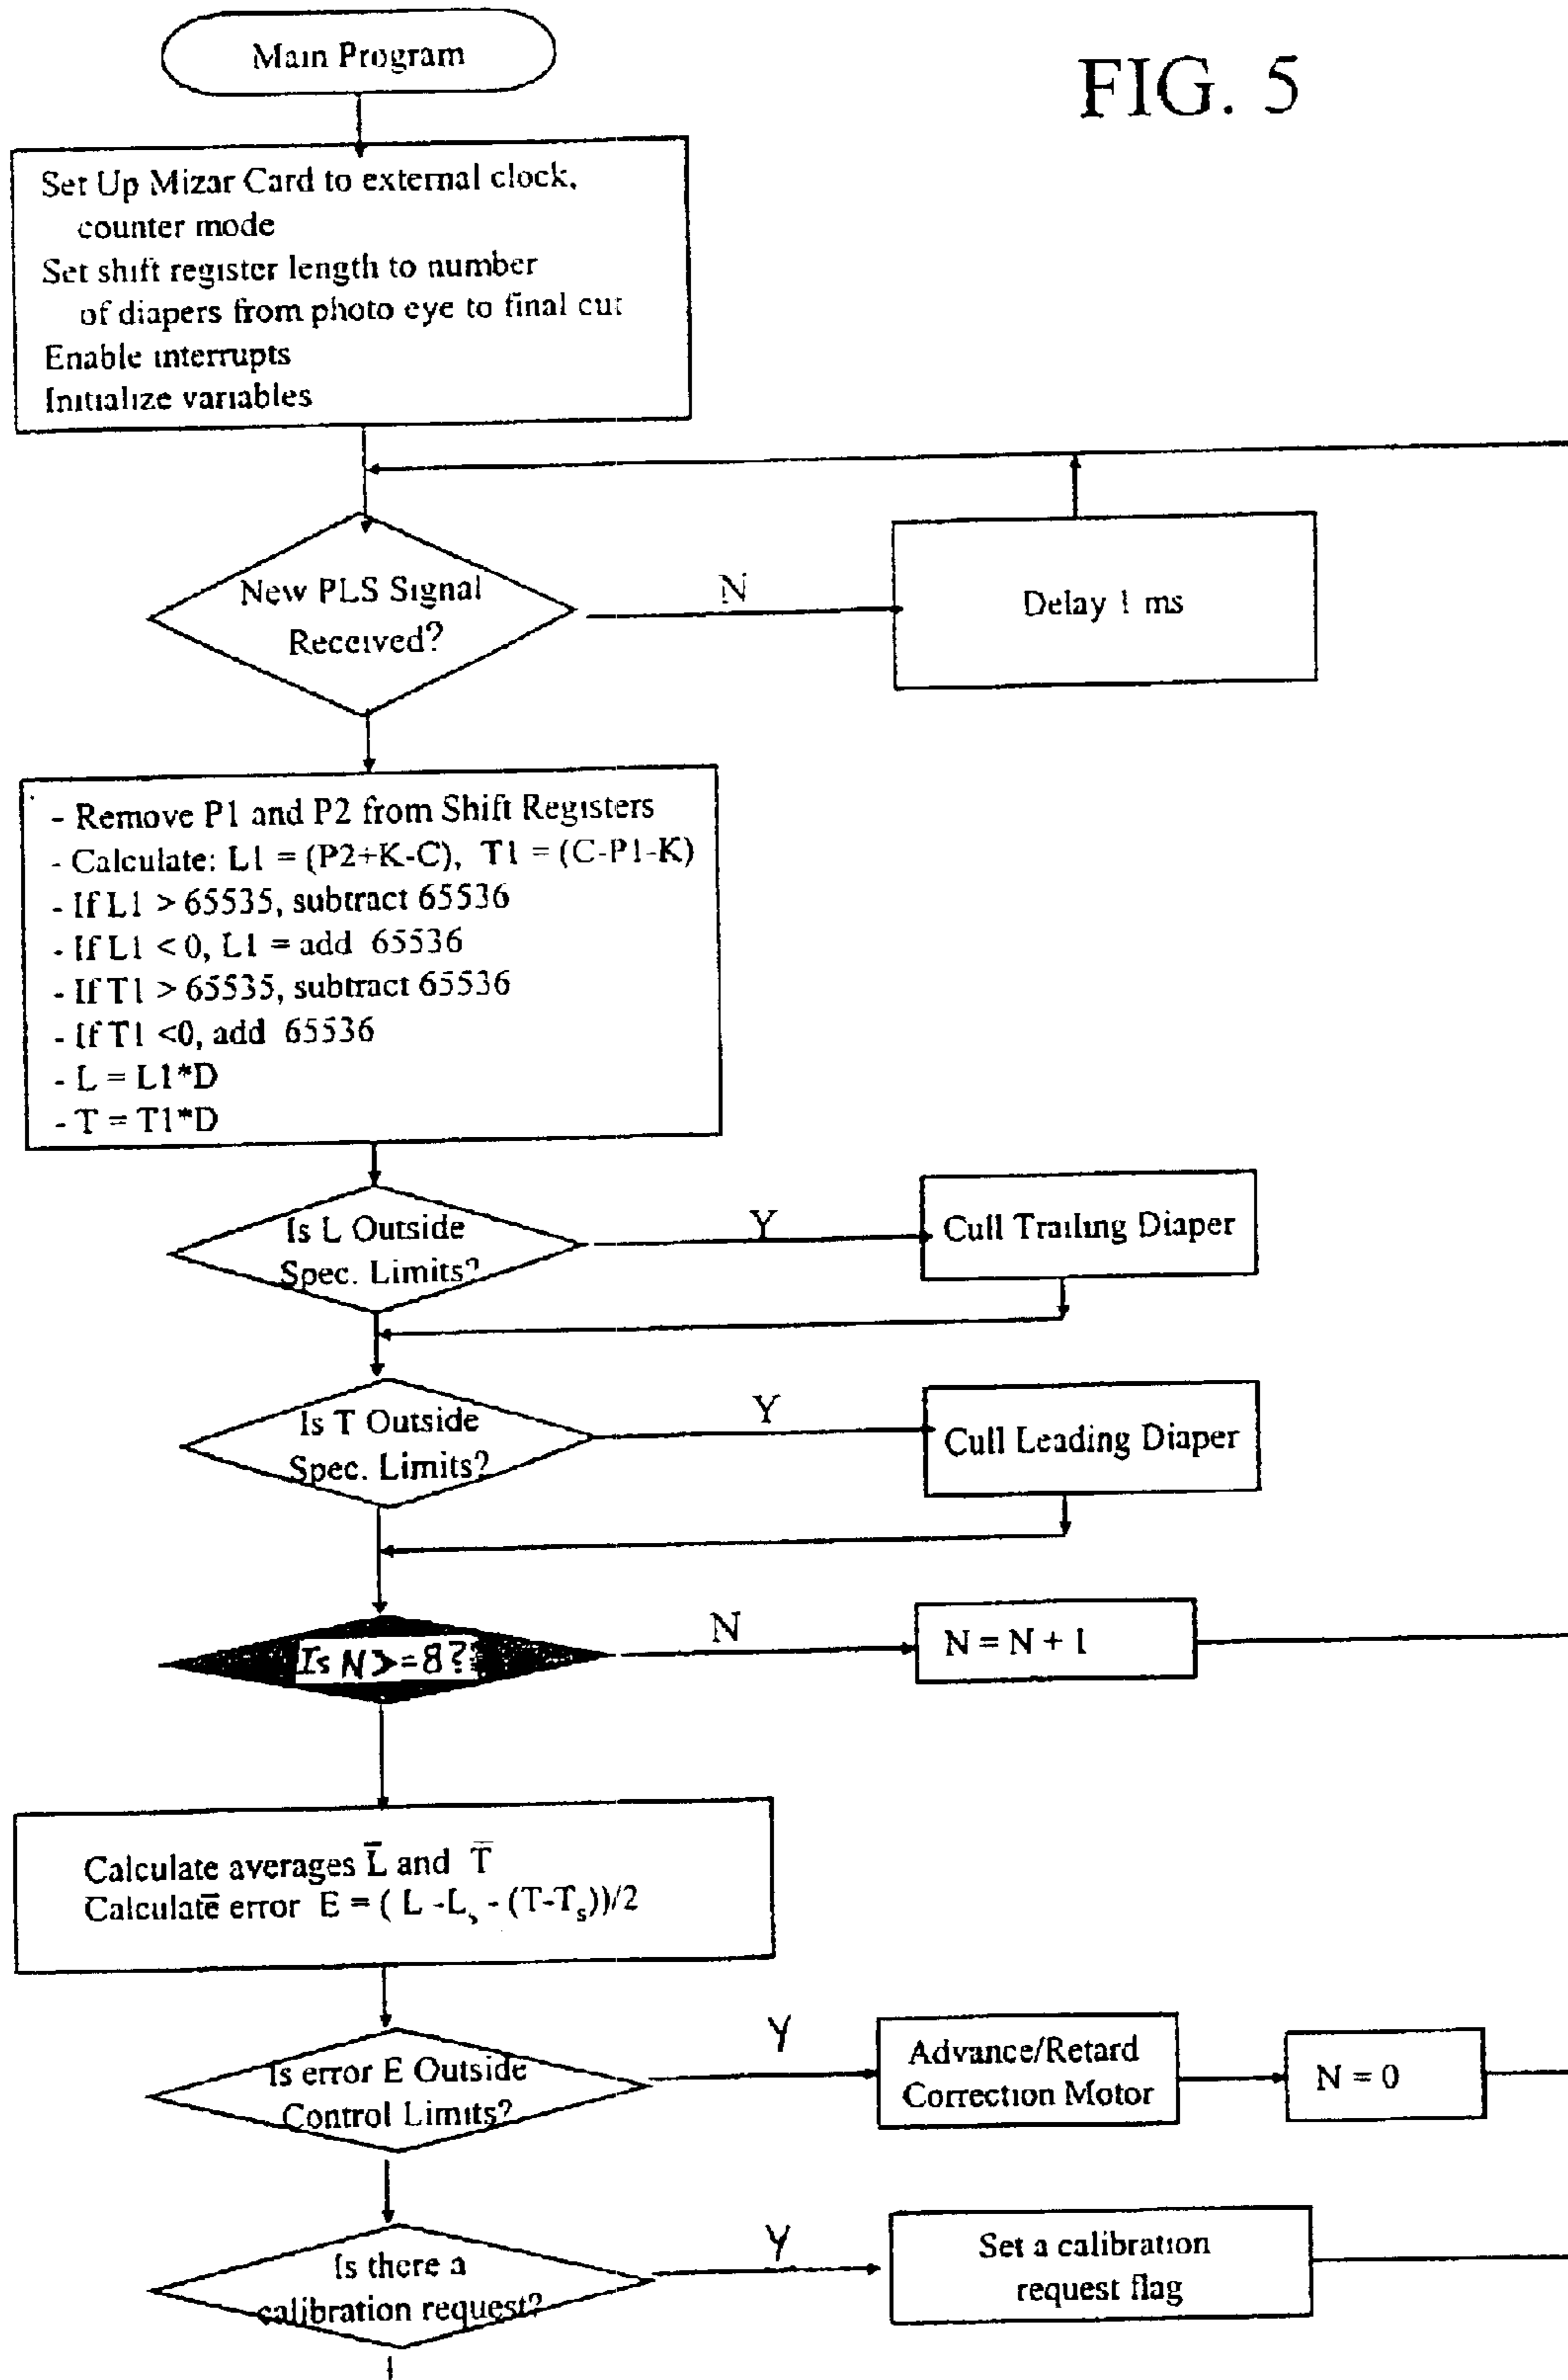 FIG. 5
Main Program
Set Up Mizar Card to external clock,
counter mode
Set shift register length to number
of diapers from photo eye to final cut
Enable interrupts
Initialize variables
New PLS Signal
Received?
N
Delay 1 ms
- Remove P1 and P2 from Shift Registers
- Calculate: L1 = (P2+K-C), T1 = (C-P1-K)
- If L1 > 65535, subtract 65536
- If L1 < 0, L1 = add 65536
- If T1 > 65535, subtract 65536
- If T1 <0, add 65536
- L = L1*D
- T = T1*D
Is L Outside
Spec. Limits?
Y
Cull Trailing Diaper
Is T Outside
Spec. Limits?
Y
Cull Leading Diaper
Is N >= 8?
N
N = N + 1
Calculate averages L̄ and T̄
Calculate error E = ( L -Lₛ - (T-Tₛ))/2
Is error E Outside
Control Limits?
Y
Advance/Retard
Correction Motor
N = 0
Is there a
calibration request?
Y
Set a calibration
request flag